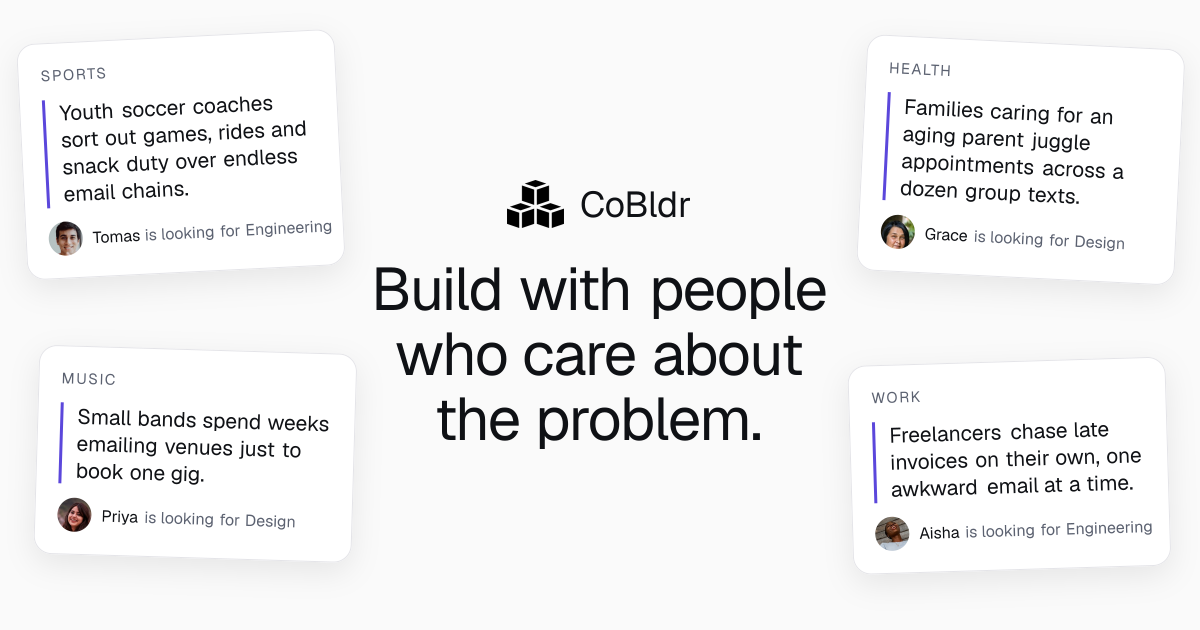 SPORTS
Youth soccer coaches
sort out games, rides and
snack duty over endless
email chains.
Tomas is looking for Engineering
HEALTH
Families caring for an
aging parent juggle
appointments across a
dozen group texts.
Grace is looking for Design
CoBldr
Build with people
who care about
the problem.
MUSIC
Small bands spend weeks
emailing venues just to
book one gig.
Priya is looking for Design
WORK
Freelancers chase late
invoices on their own, one
awkward email at a time.
Aisha is looking for Engineering